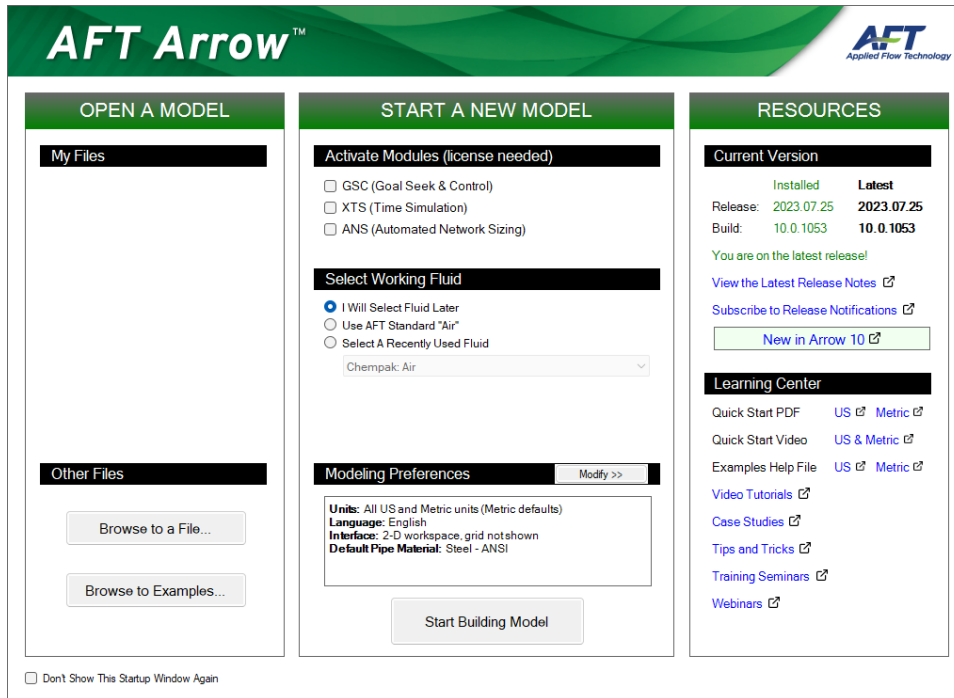 AFT Arrow™
AFT
Applied Flow Technology
OPEN A MODEL
My Files
Other Files
Browse to a File...
Browse to Examples...
START A NEW MODEL
Activate Modules (license needed)
GSC (Goal Seek & Control)
XTS (Time Simulation)
ANS (Automated Network Sizing)
Select Working Fluid
I Will Select Fluid Later
Use AFT Standard "Air"
Select A Recently Used Fluid
Chempak: Air
Modeling Preferences
Modify >>
Units: All US and Metric units (Metric defaults)
Language: English
Interface: 2-D workspace, grid not shown
Default Pipe Material: Steel - ANSI
Start Building Model
RESOURCES
Current Version
Installed Latest
Release: 2023.07.25 2023.07.25
Build: 10.0.1053 10.0.1053
You are on the latest release!
View the Latest Release Notes
Subscribe to Release Notifications
New in Arrow 10
Learning Center
Quick Start PDF US Metric
Quick Start Video US & Metric
Examples Help File US Metric
Video Tutorials
Case Studies
Tips and Tricks
Training Seminars
Webinars
Don't Show This Startup Window Again